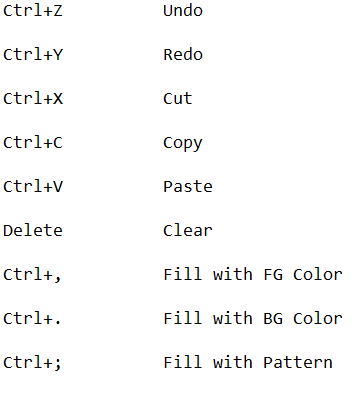 Ctrl+Z Undo
Ctrl+Y Redo
Ctrl+X Cut
Ctrl+C Copy
Ctrl+V Paste
Delete Clear
Ctrl+, Fill with FG Color
Ctrl+. Fill with BG Color
Ctrl+; Fill with Pattern